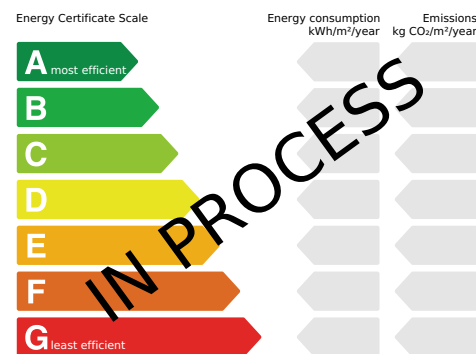 Energy Certificate Scale
Energy consumption
kWh/m²/year
Emissions
kg CO₂/m²/year
A most efficient
B
C
D
E
F
G least efficient
IN PROCESS